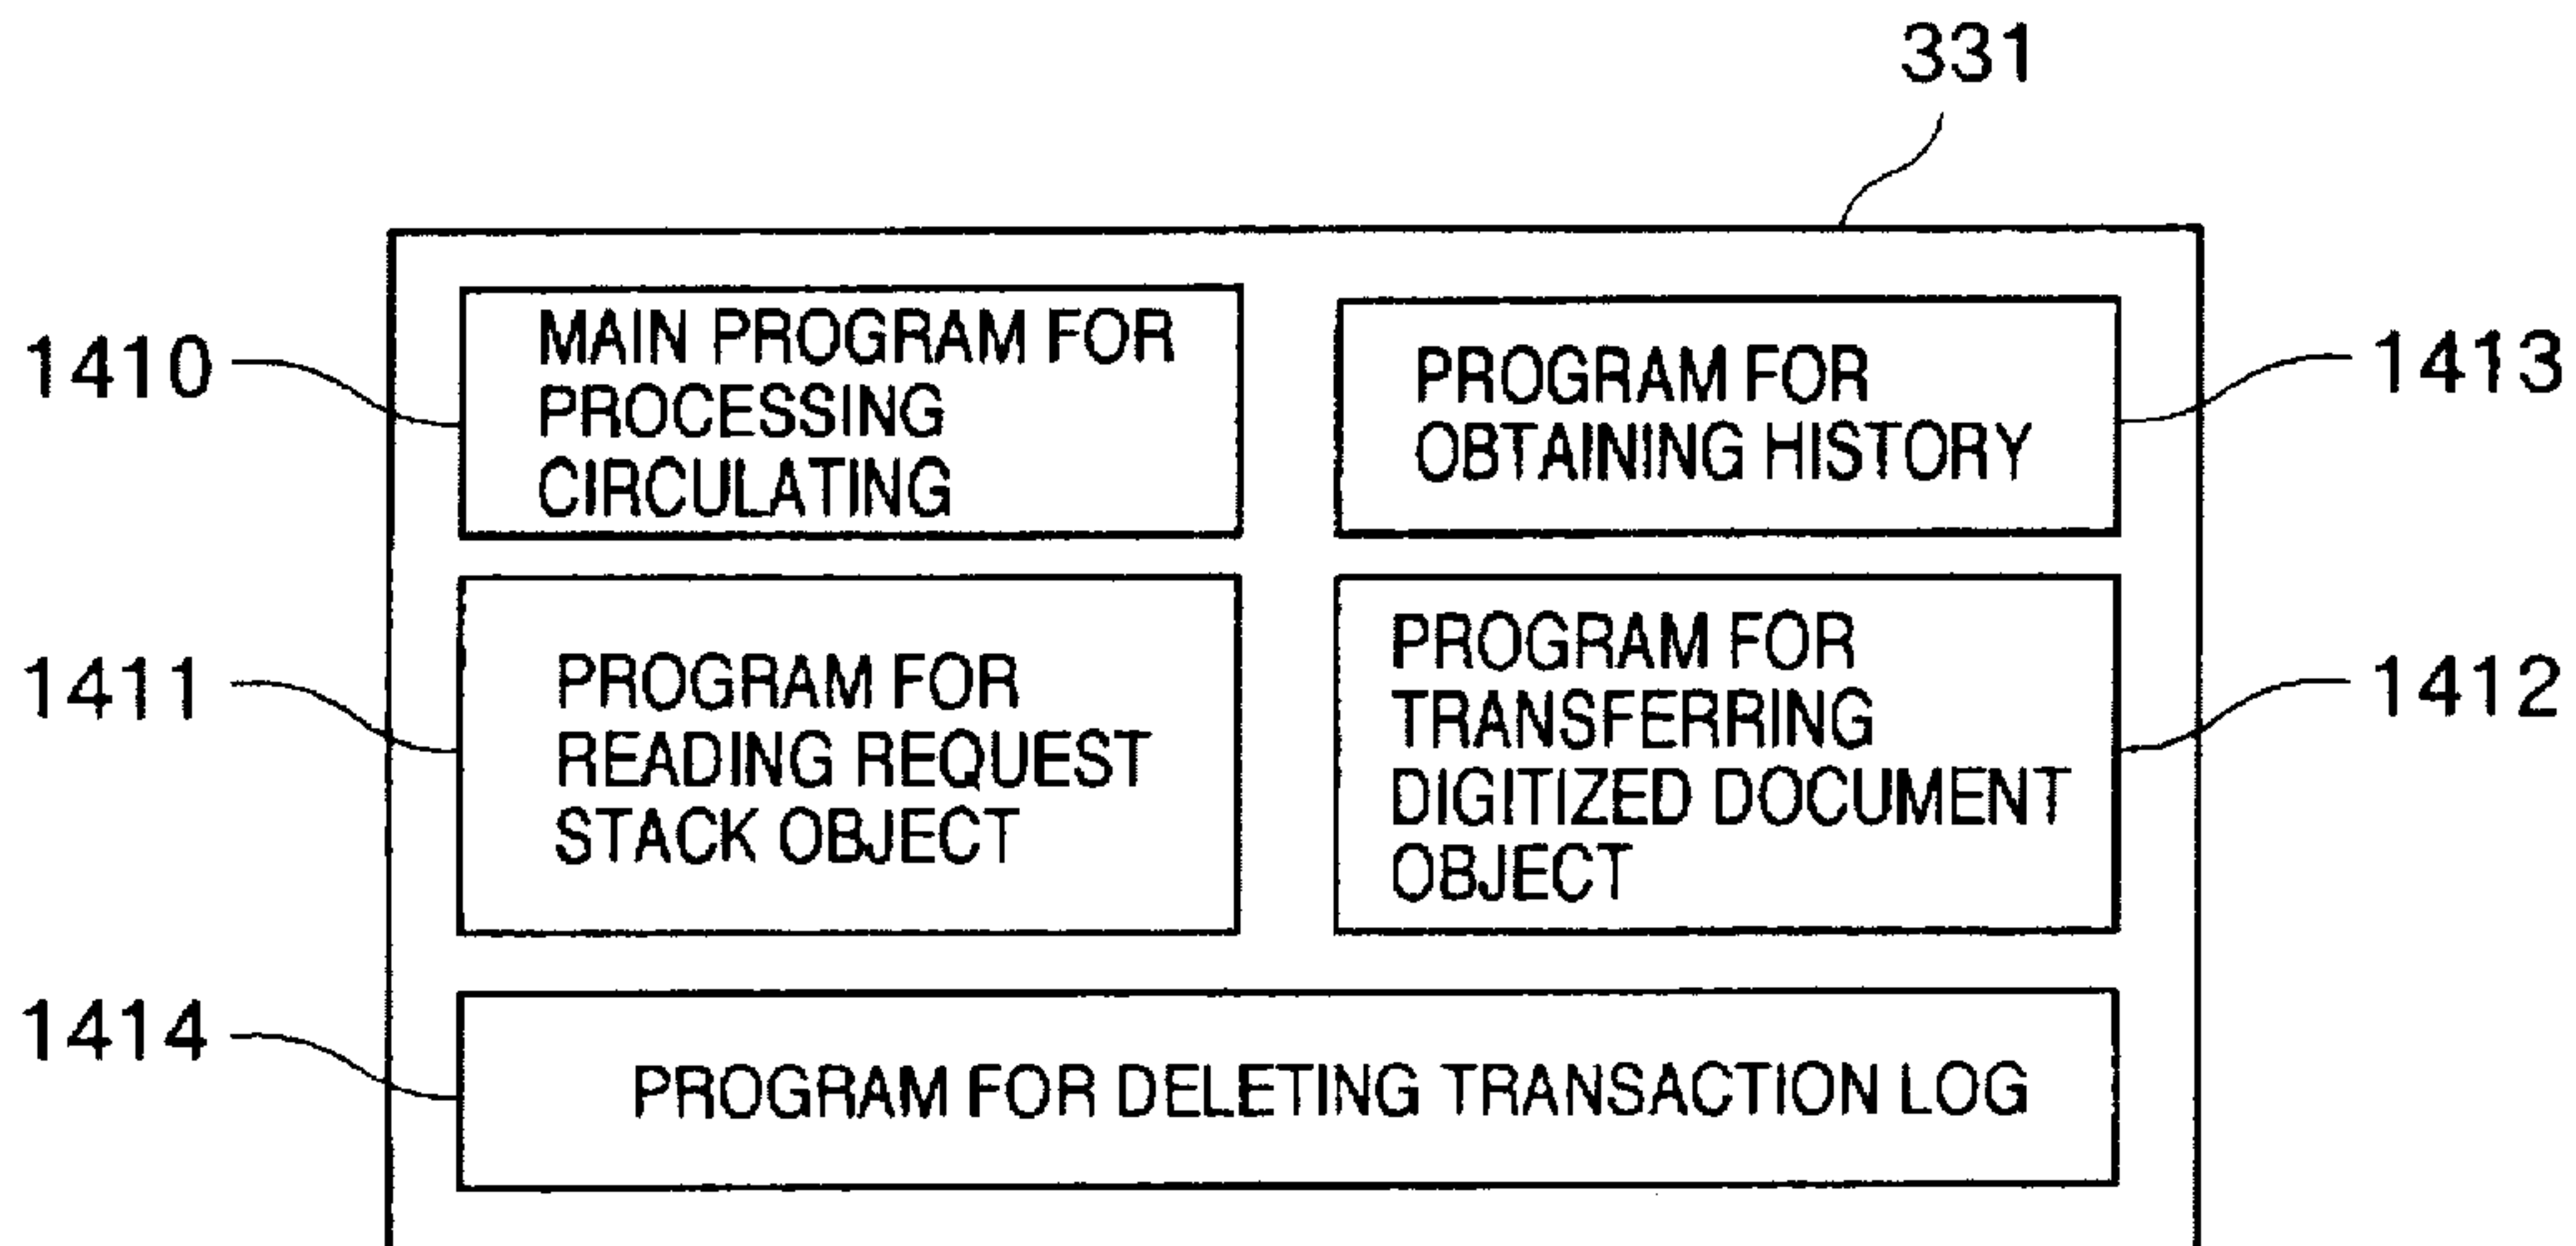 331
1410
MAIN PROGRAM FOR
PROCESSING
CIRCULATING
PROGRAM FOR
OBTAINING HISTORY
1413
1411
PROGRAM FOR
READING REQUEST
STACK OBJECT
PROGRAM FOR
TRANSFERRING
DIGITIZED DOCUMENT
OBJECT
1412
1414
PROGRAM FOR DELETING TRANSACTION LOG